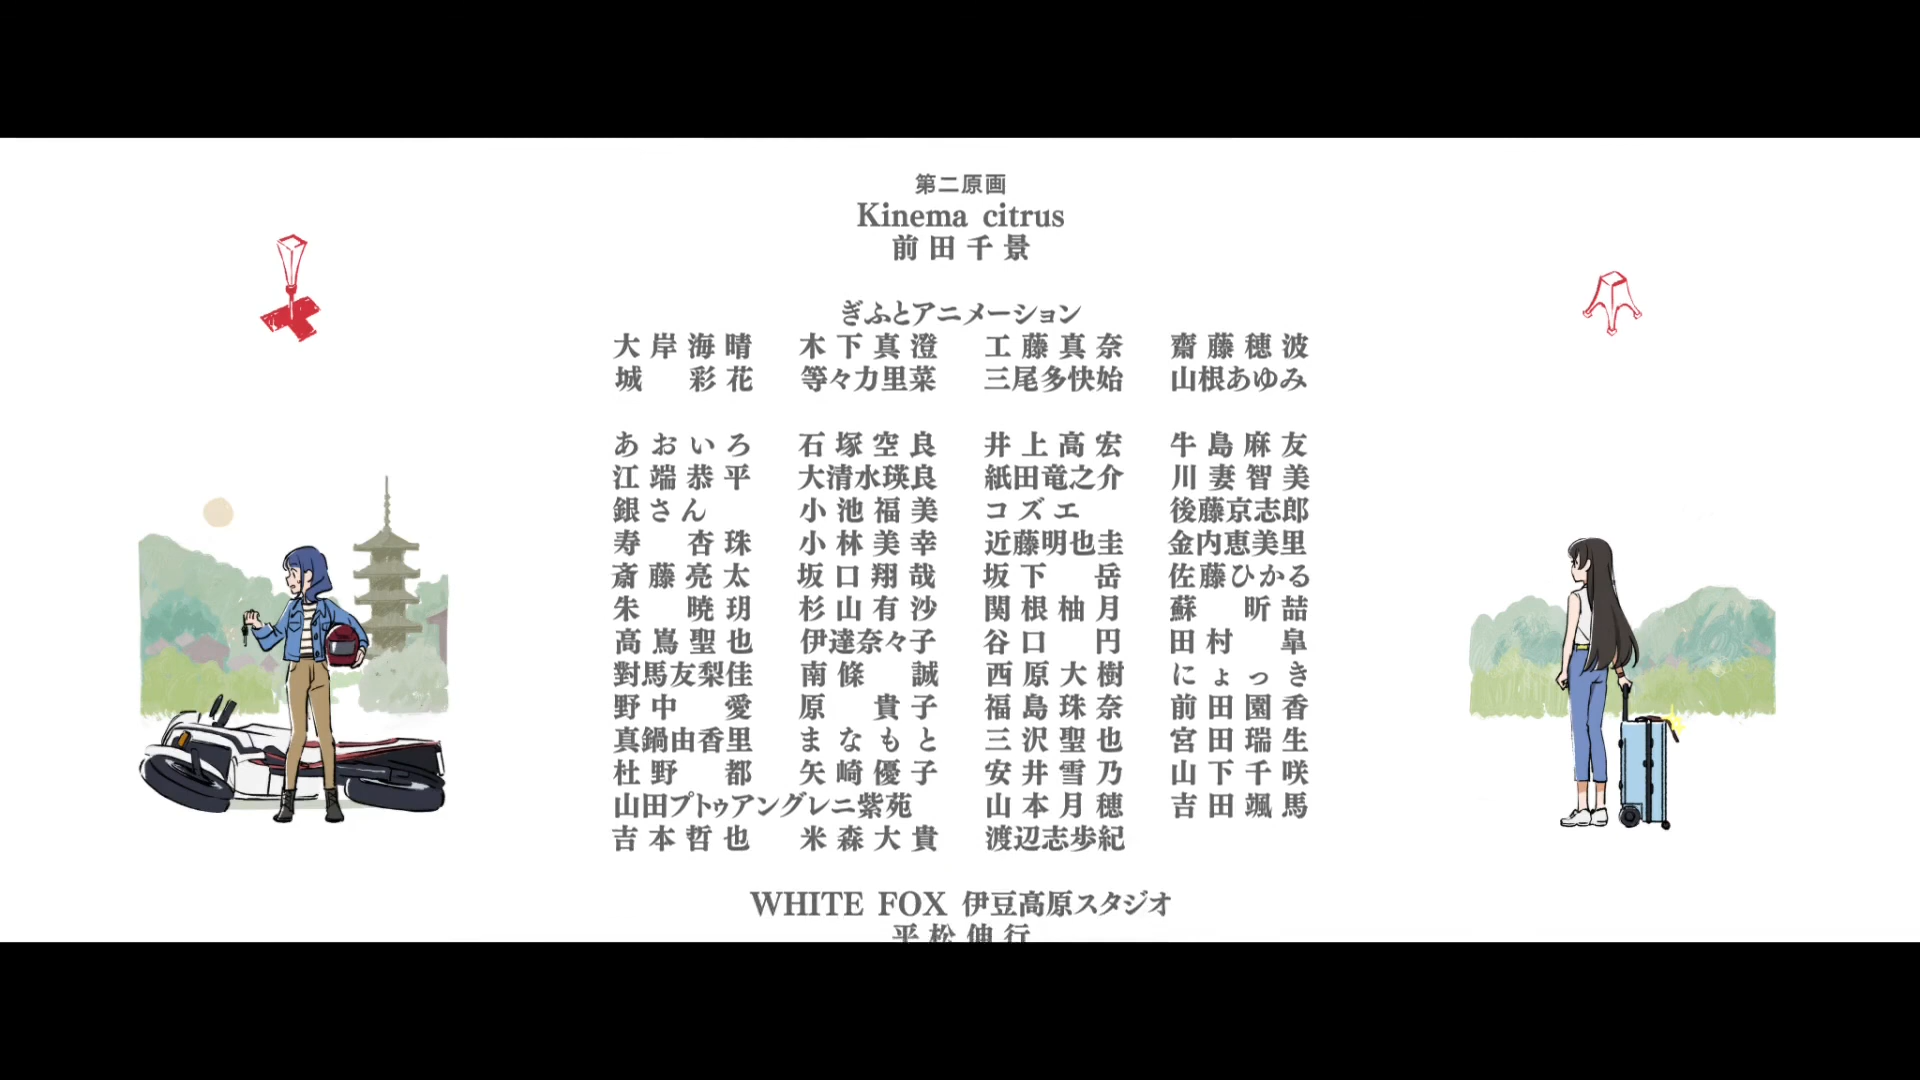 第二原画
Kinema citrus
前田千景
ぎふとアニメーション
大岸海晴 木下真澄 工藤真奈 齋藤穂波
城 彩花 等々力里菜 三尾多快始 山根あゆみ
あおいろ 石塚空良 井上高宏 牛島麻友
江端恭平 大清水瑛良 紙田竜之介 川妻智美
銀さん 小池福美 コズエ 後藤京志郎
寿 杏珠 小林美幸 近藤明也圭 金内恵美里
斎藤亮太 坂口翔哉 坂下 岳 佐藤ひかる
朱 暁玥 杉山有沙 関根柚月 蘇 昕喆
高嶌聖也 伊達奈々子 谷口 円 田村 皐
對馬友梨佳 南條 誠 西原大樹 にょっき
野中 愛 原 貴子 福島珠奈 前田園香
真鍋由香里 まなもと 三沢聖也 宮田瑞生
杜野 都 矢崎優子 安井雪乃 山下千咲
山田プトゥアングレニ紫苑 山本月穂 吉田颯馬
吉本哲也 米森大貴 渡辺志歩紀
WHITE FOX 伊豆高原スタジオ
平松伸行